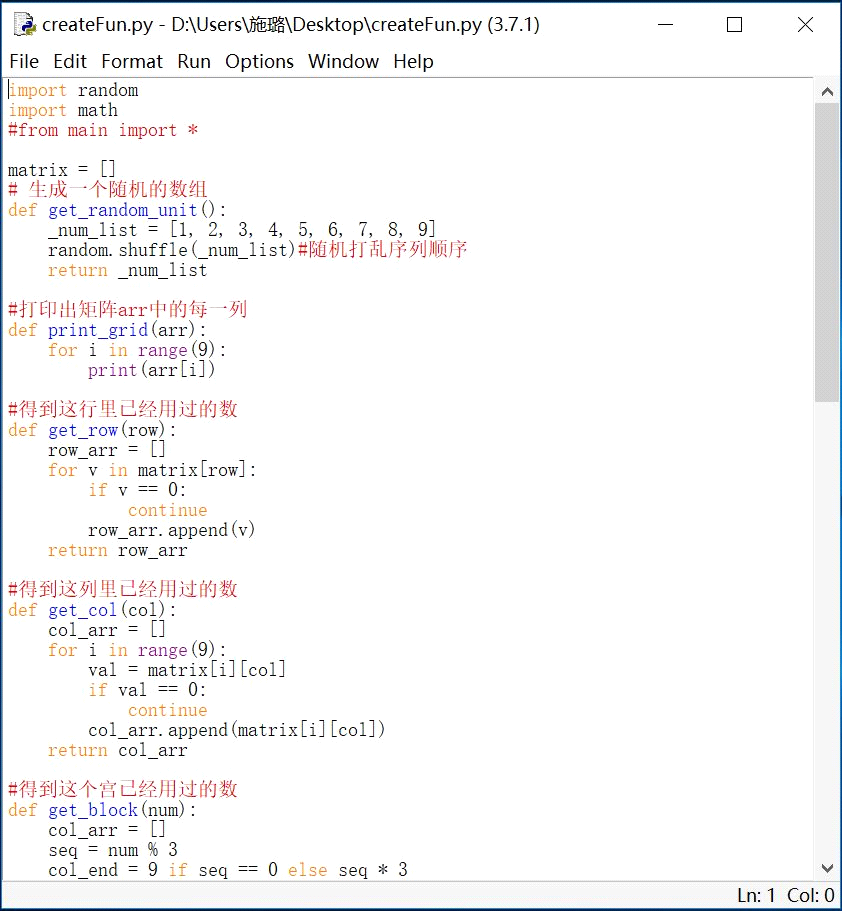 createFun.py - D:\Users\施璐\Desktop\createFun.py (3.7.1)
File Edit Format Run Options Window Help
import random
import math
#from main import *
matrix = []
# 生成一个随机的数组
def get_random_unit():
    _num_list = [1, 2, 3, 4, 5, 6, 7, 8, 9]
    random.shuffle(_num_list)#随机打乱序列顺序
    return _num_list
#打印出矩阵arr中的每一列
def print_grid(arr):
    for i in range(9):
        print(arr[i])
#得到这行里已经用过的数
def get_row(row):
    row_arr = []
    for v in matrix[row]:
        if v == 0:
            continue
        row_arr.append(v)
    return row_arr
#得到这列里已经用过的数
def get_col(col):
    col_arr = []
    for i in range(9):
        val = matrix[i][col]
        if val == 0:
            continue
        col_arr.append(matrix[i][col])
    return col_arr
#得到这个宫已经用过的数
def get_block(num):
    col_arr = []
    seq = num % 3
    col_end = 9 if seq == 0 else seq * 3
Ln: 1 Col: 0